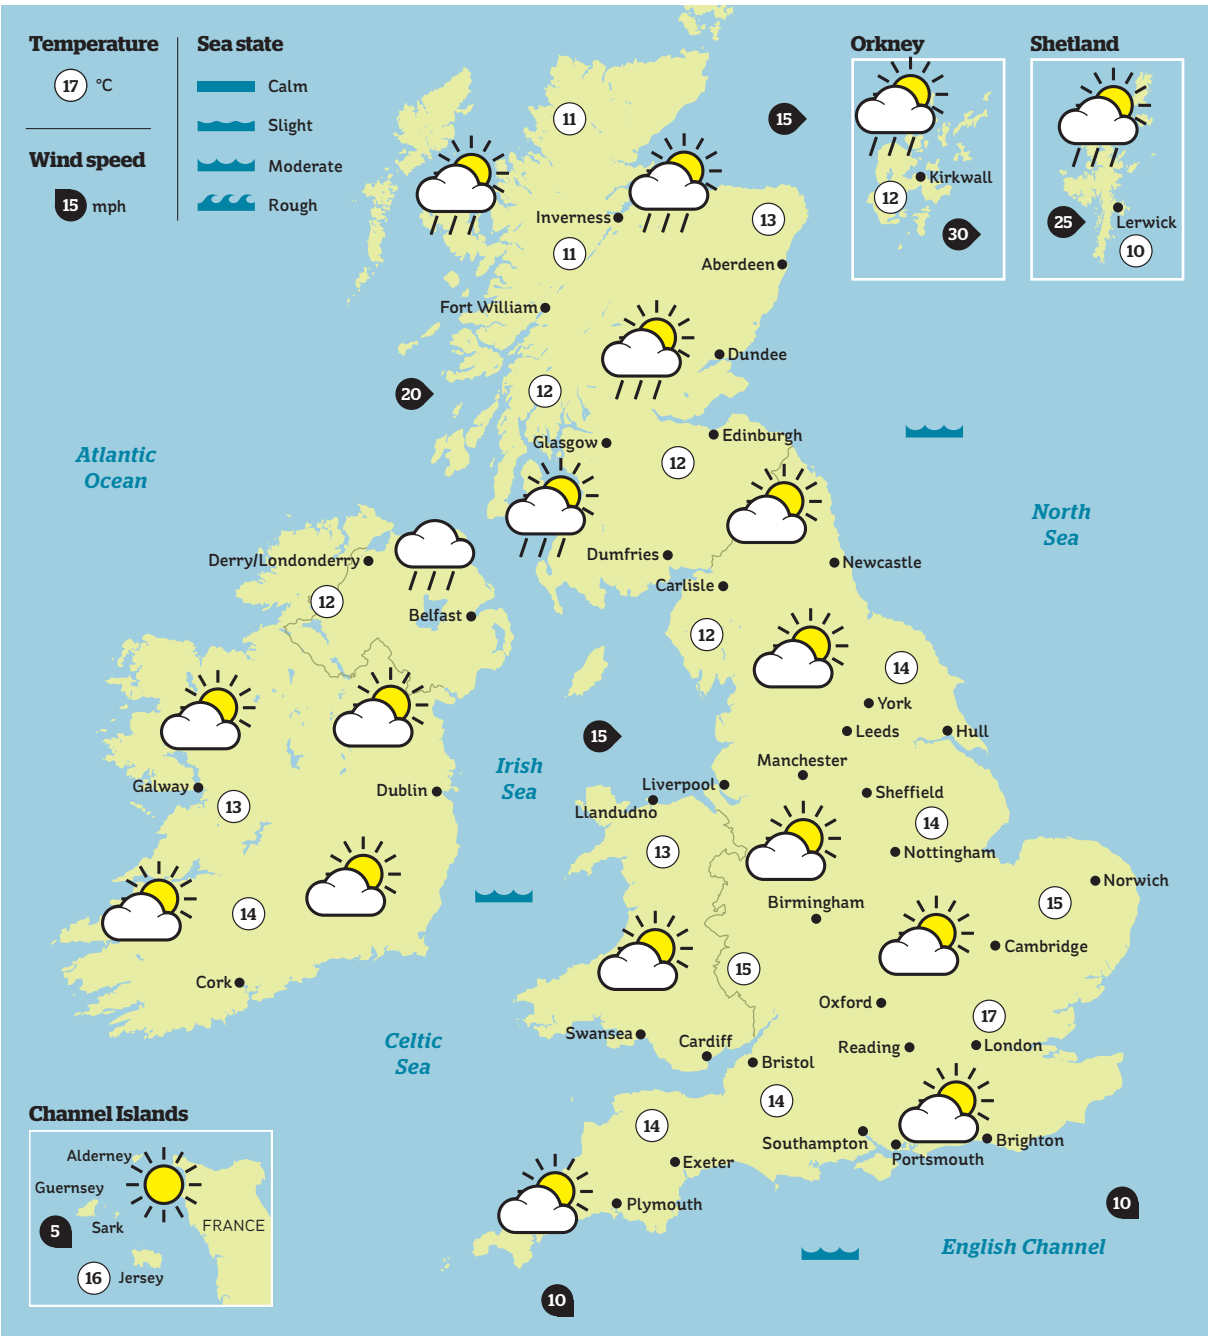 Temperature
17 °C
Wind speed
15 mph
Sea state
Calm
Slight
Moderate
Rough
Orkney
Kirkwall
12
30
Shetland
25
Lerwick
10
11
15
Inverness
13
11
Aberdeen
Fort William
Dundee
20
12
Glasgow
Edinburgh
12
Atlantic
Ocean
North
Sea
Derry/Londonderry
Dumfries
Newcastle
Carlisle
12
Belfast
12
14
York
15
Leeds
Hull
Irish
Sea
Manchester
Galway
Dublin
Liverpool
Sheffield
13
Llandudno
14
13
Nottingham
Norwich
Birmingham
15
14
Cambridge
15
Cork
Oxford
17
Swansea
Celtic
Sea
Cardiff
Reading
London
Bristol
14
14
Southampton
Brighton
Portsmouth
Exeter
Plymouth
10
English Channel
10
Channel Islands
Alderney
Guernsey
5
Sark
FRANCE
16
Jersey